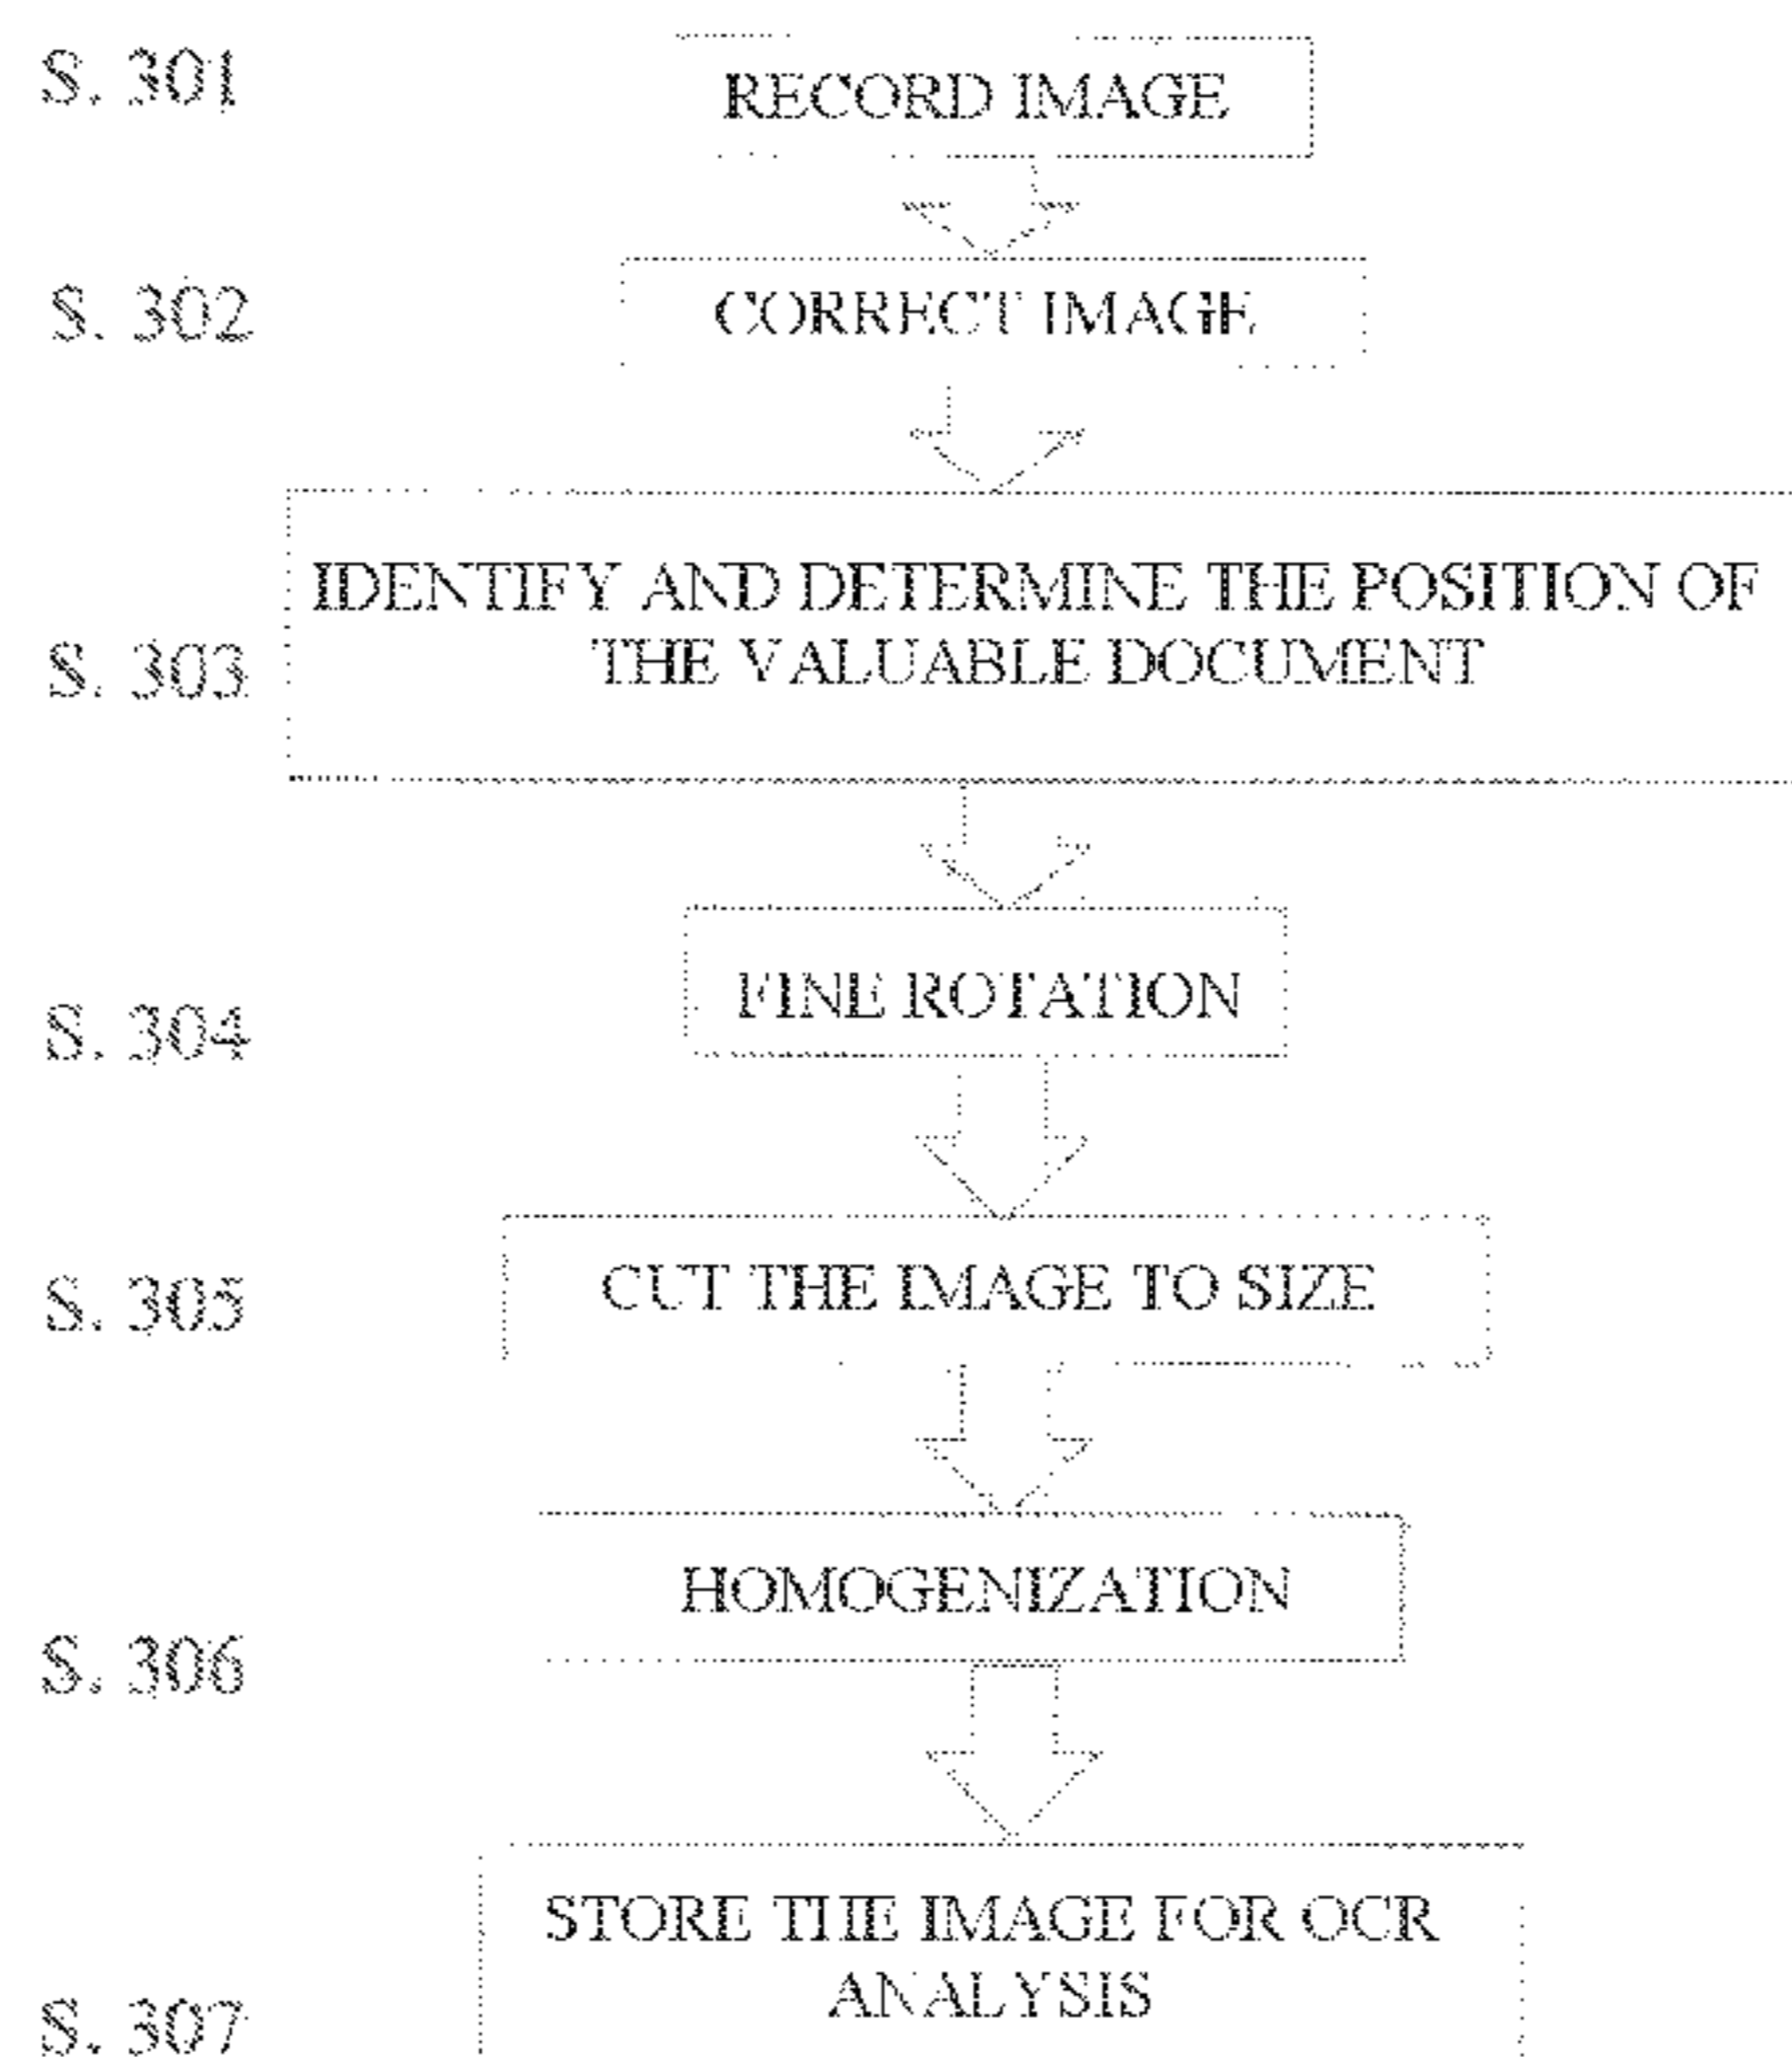 S. 301
RECORD IMAGE
S. 302
CORRECT IMAGE
IDENTIFY AND DETERMINE THE POSITION OF
S. 303
THE VALUABLE DOCUMENT
FINE ROTATION
S. 304
CUT THE IMAGE TO SIZE
S. 305
HOMOGENIZATION
S. 306
STORE THE IMAGE FOR OCR
ANALYSIS
S. 307